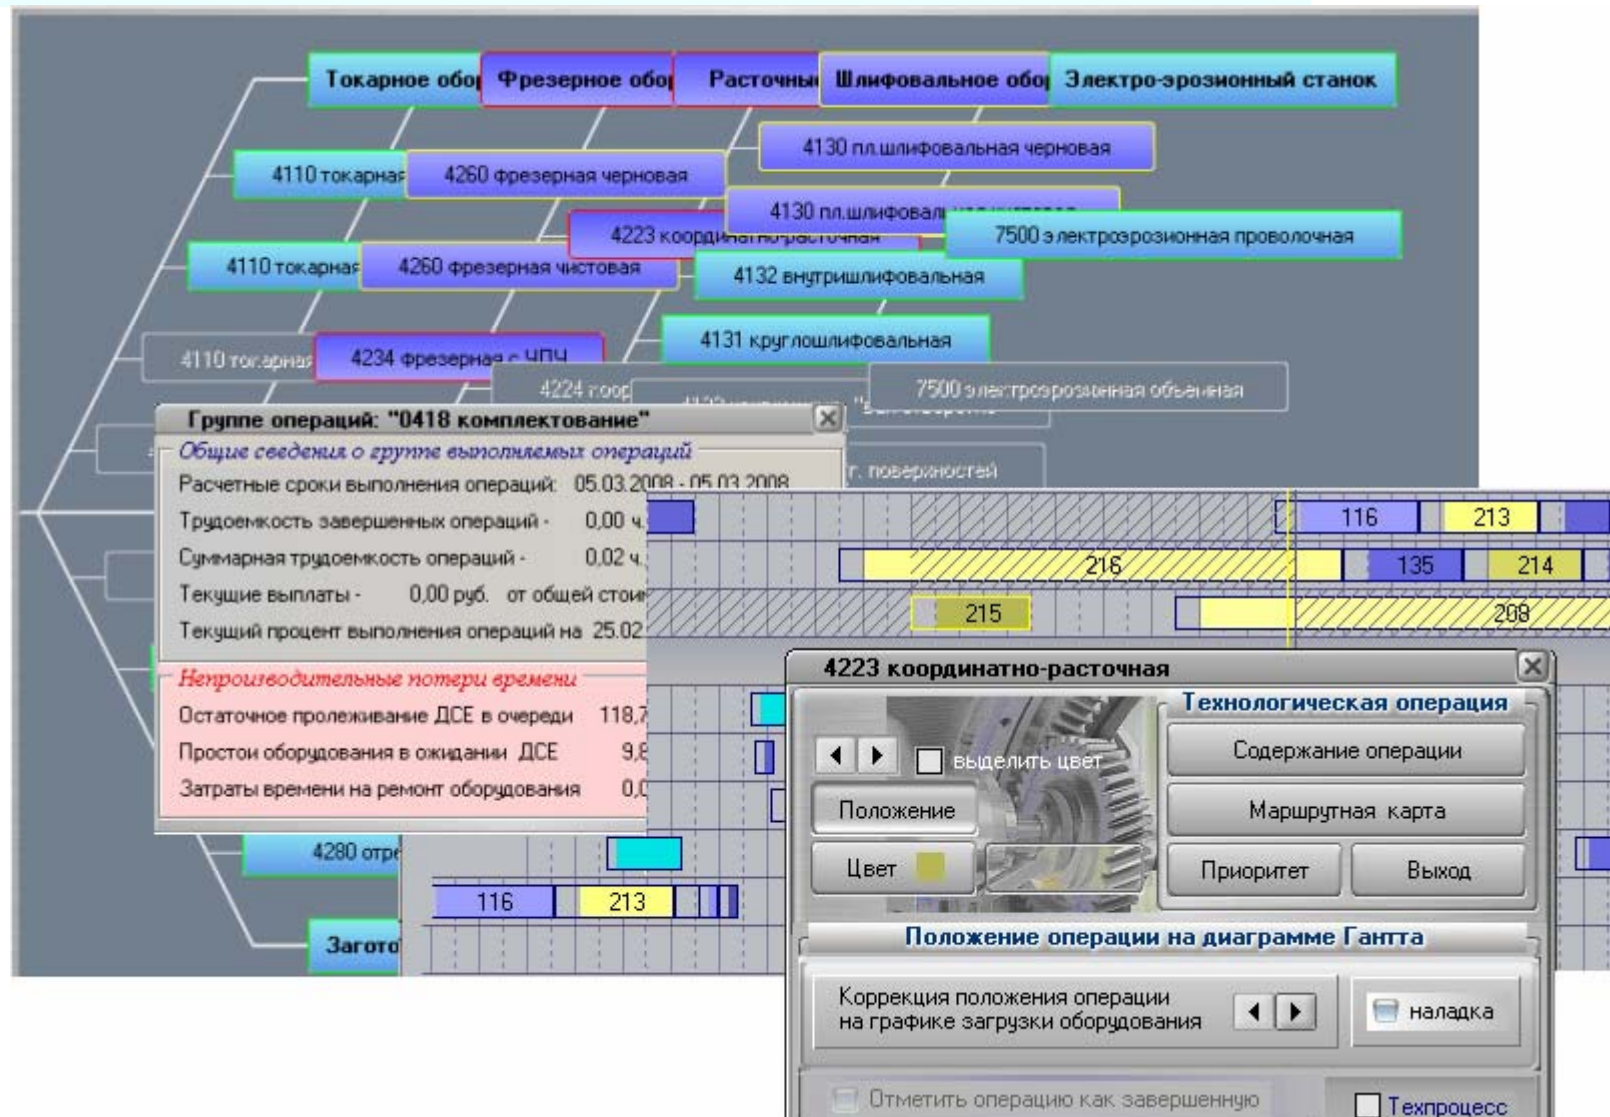 Токарное обо
Фрезерное обо
Расточны
Шлифовальное обо
Электро-эрозионный станок
4130 пл.шлифовальная черновая
4110 токарная
4260 фрезерная черновая
4130 пл.шлифовал
4223 координатно-расточная
7500 электроэрозионная проволочная
4110 токарная
4260 фрезерная чистовая
4132 внутришлифовальная
4131 круглошлифовальная
4110 токарная
4234 фрезерная с ЧПУ
4224 коор
7500 электроэрозионная объемная
Группе операций: "0418 комплектование"
Общие сведения о группе выполняемых операций
г. поверхностей
Расчетные сроки выполнения операций: 05.03.2008 - 05.03.2008
Трудоемкость завершенных операций - 0,00 ч.
116 213
Суммарная трудоемкость операций - 0,02 ч.
216 135 214
Текущие выплаты - 0,00 руб. от общей стои
215 208
Текущий процент выполнения операций на 25.02
Непроизводительные потери времени
Остаточное пролеживание ДСЕ в очереди 118,7
Простои оборудования в ожидании ДСЕ 9,8
Затраты времени на ремонт оборудования 0,0
4280 отре
116 213
Загото
4223 координатно-расточная
Технологическая операция
выделить цвет
Содержание операции
Положение
Маршрутная карта
Цвет
Приоритет
Выход
Положение операции на диаграмме Гантта
Коррекция положения операции
на графике загрузки оборудования
наладка
Отметить операцию как завершенную
Техпроцесс